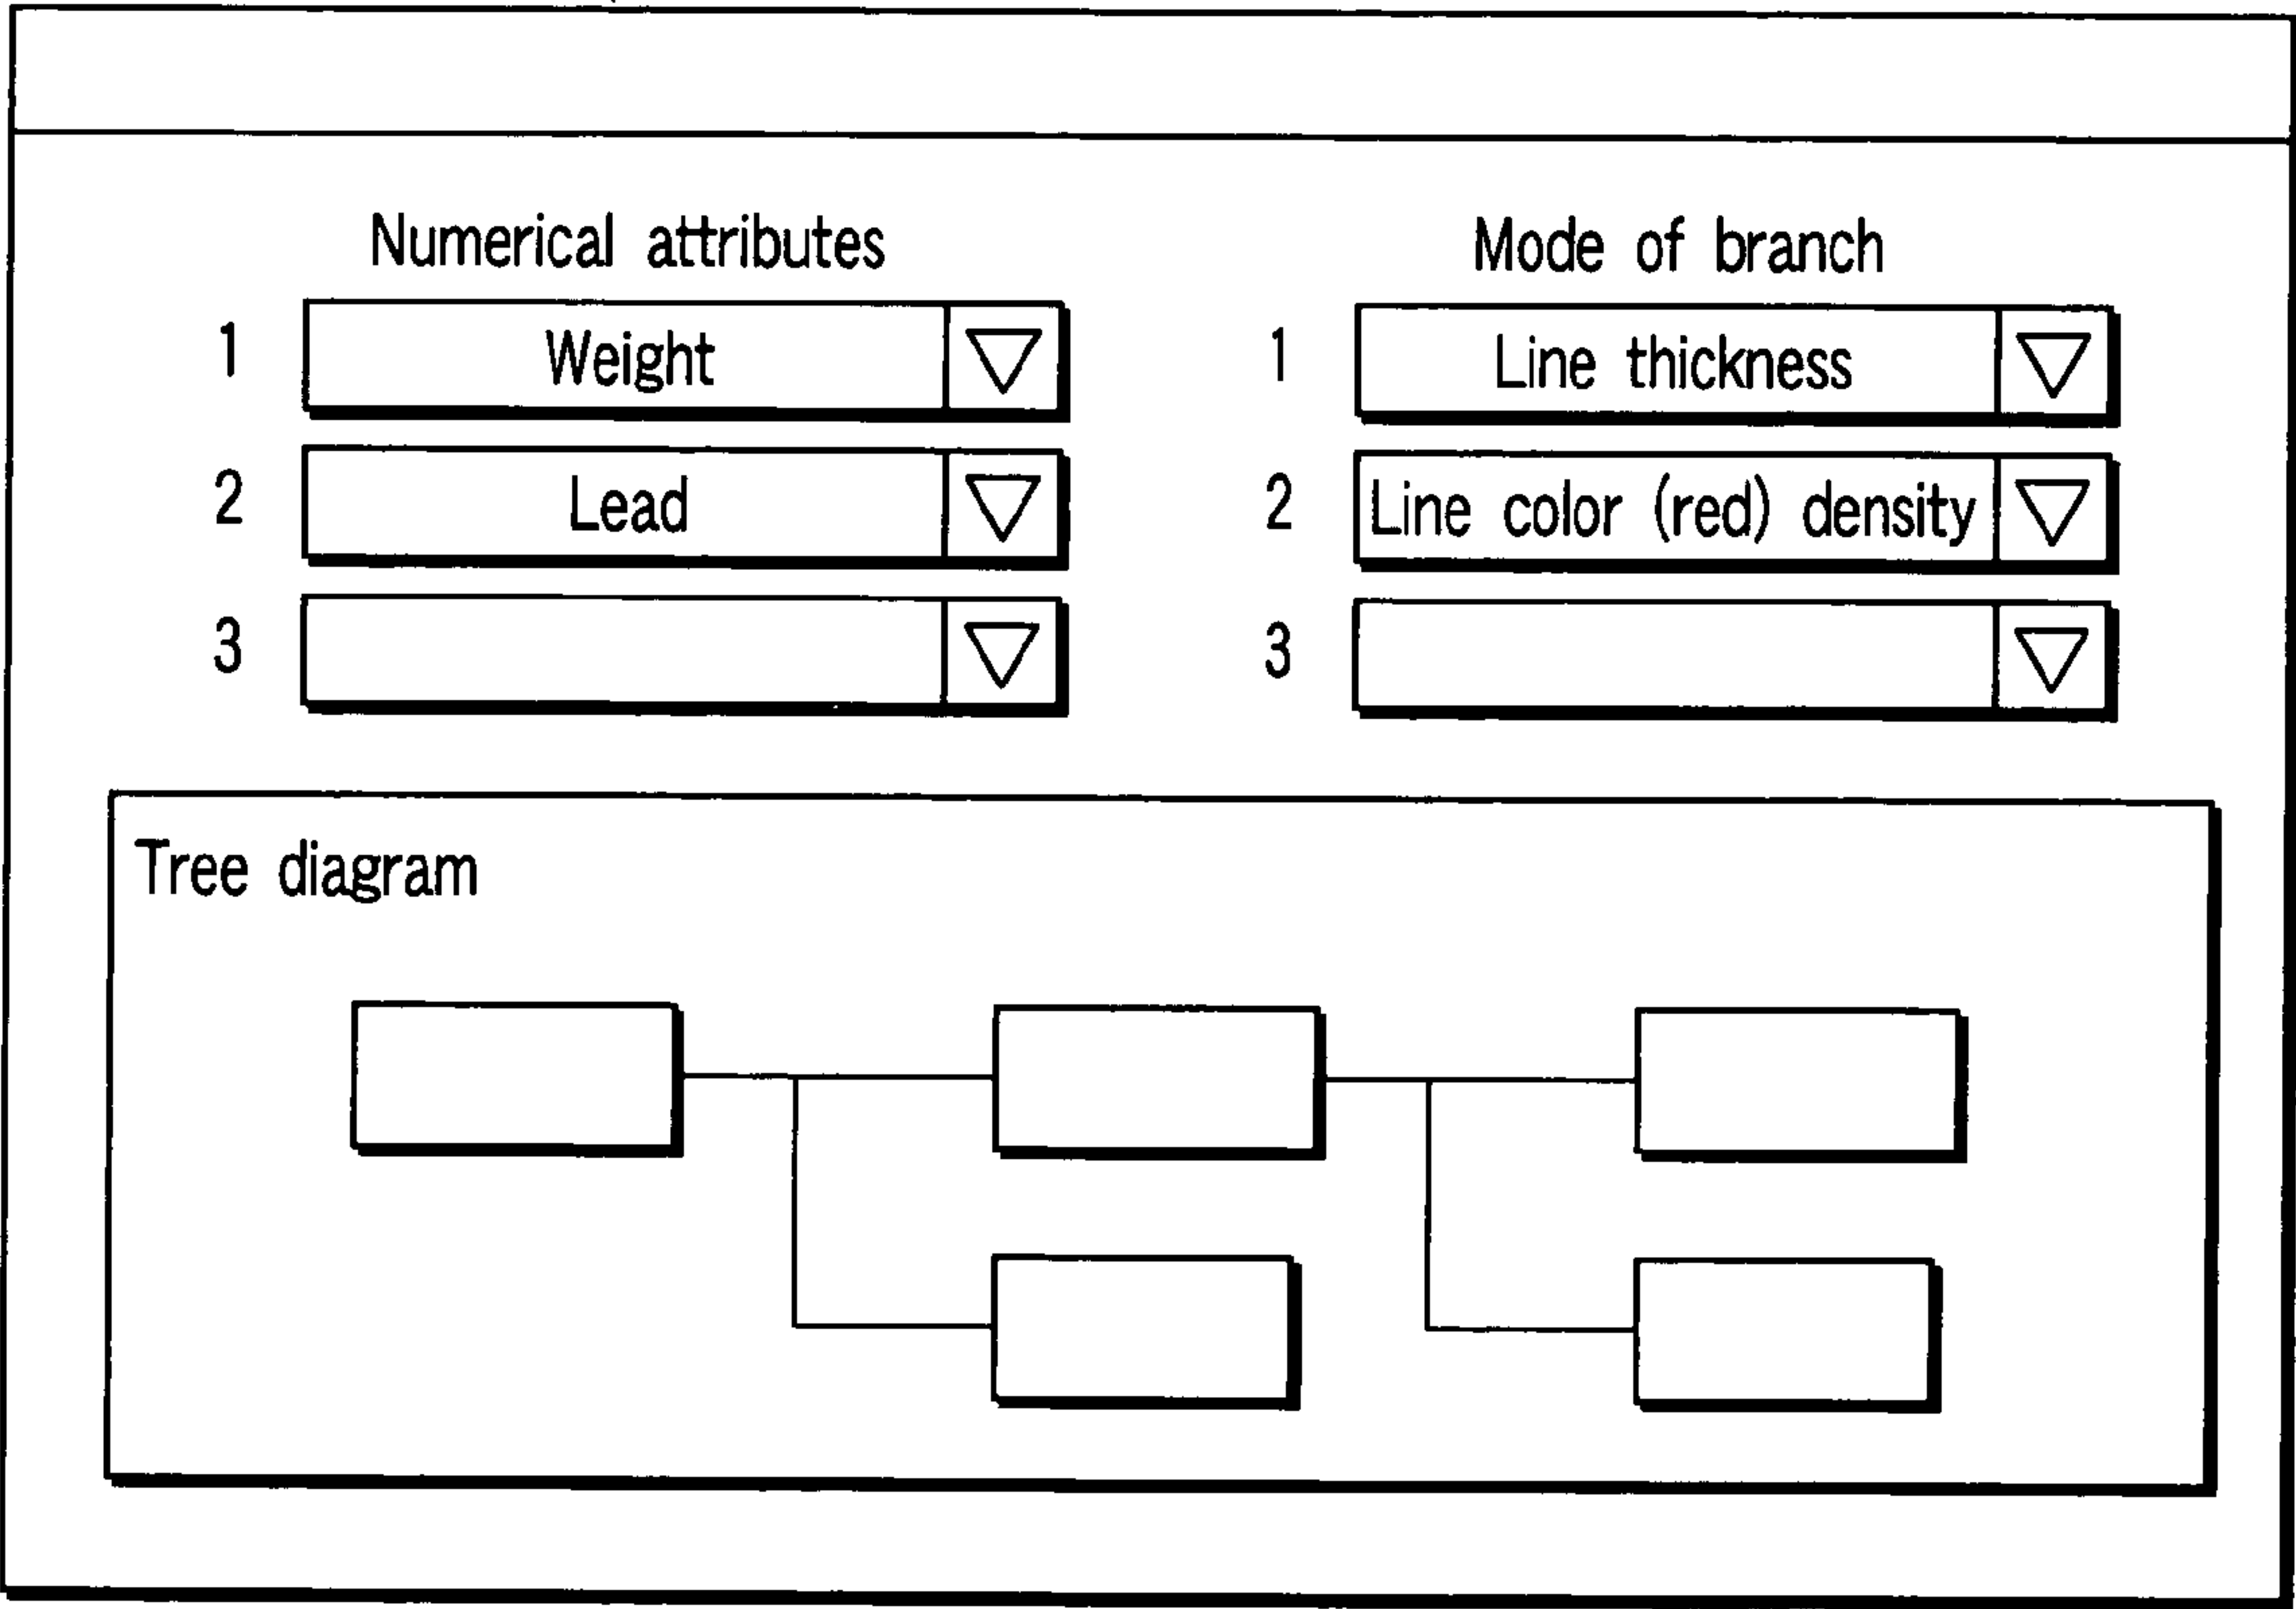 Numerical attributes
Mode of branch
1 Weight
1 Line thickness
2 Lead
2 Line color (red) density
3
3
Tree diagram